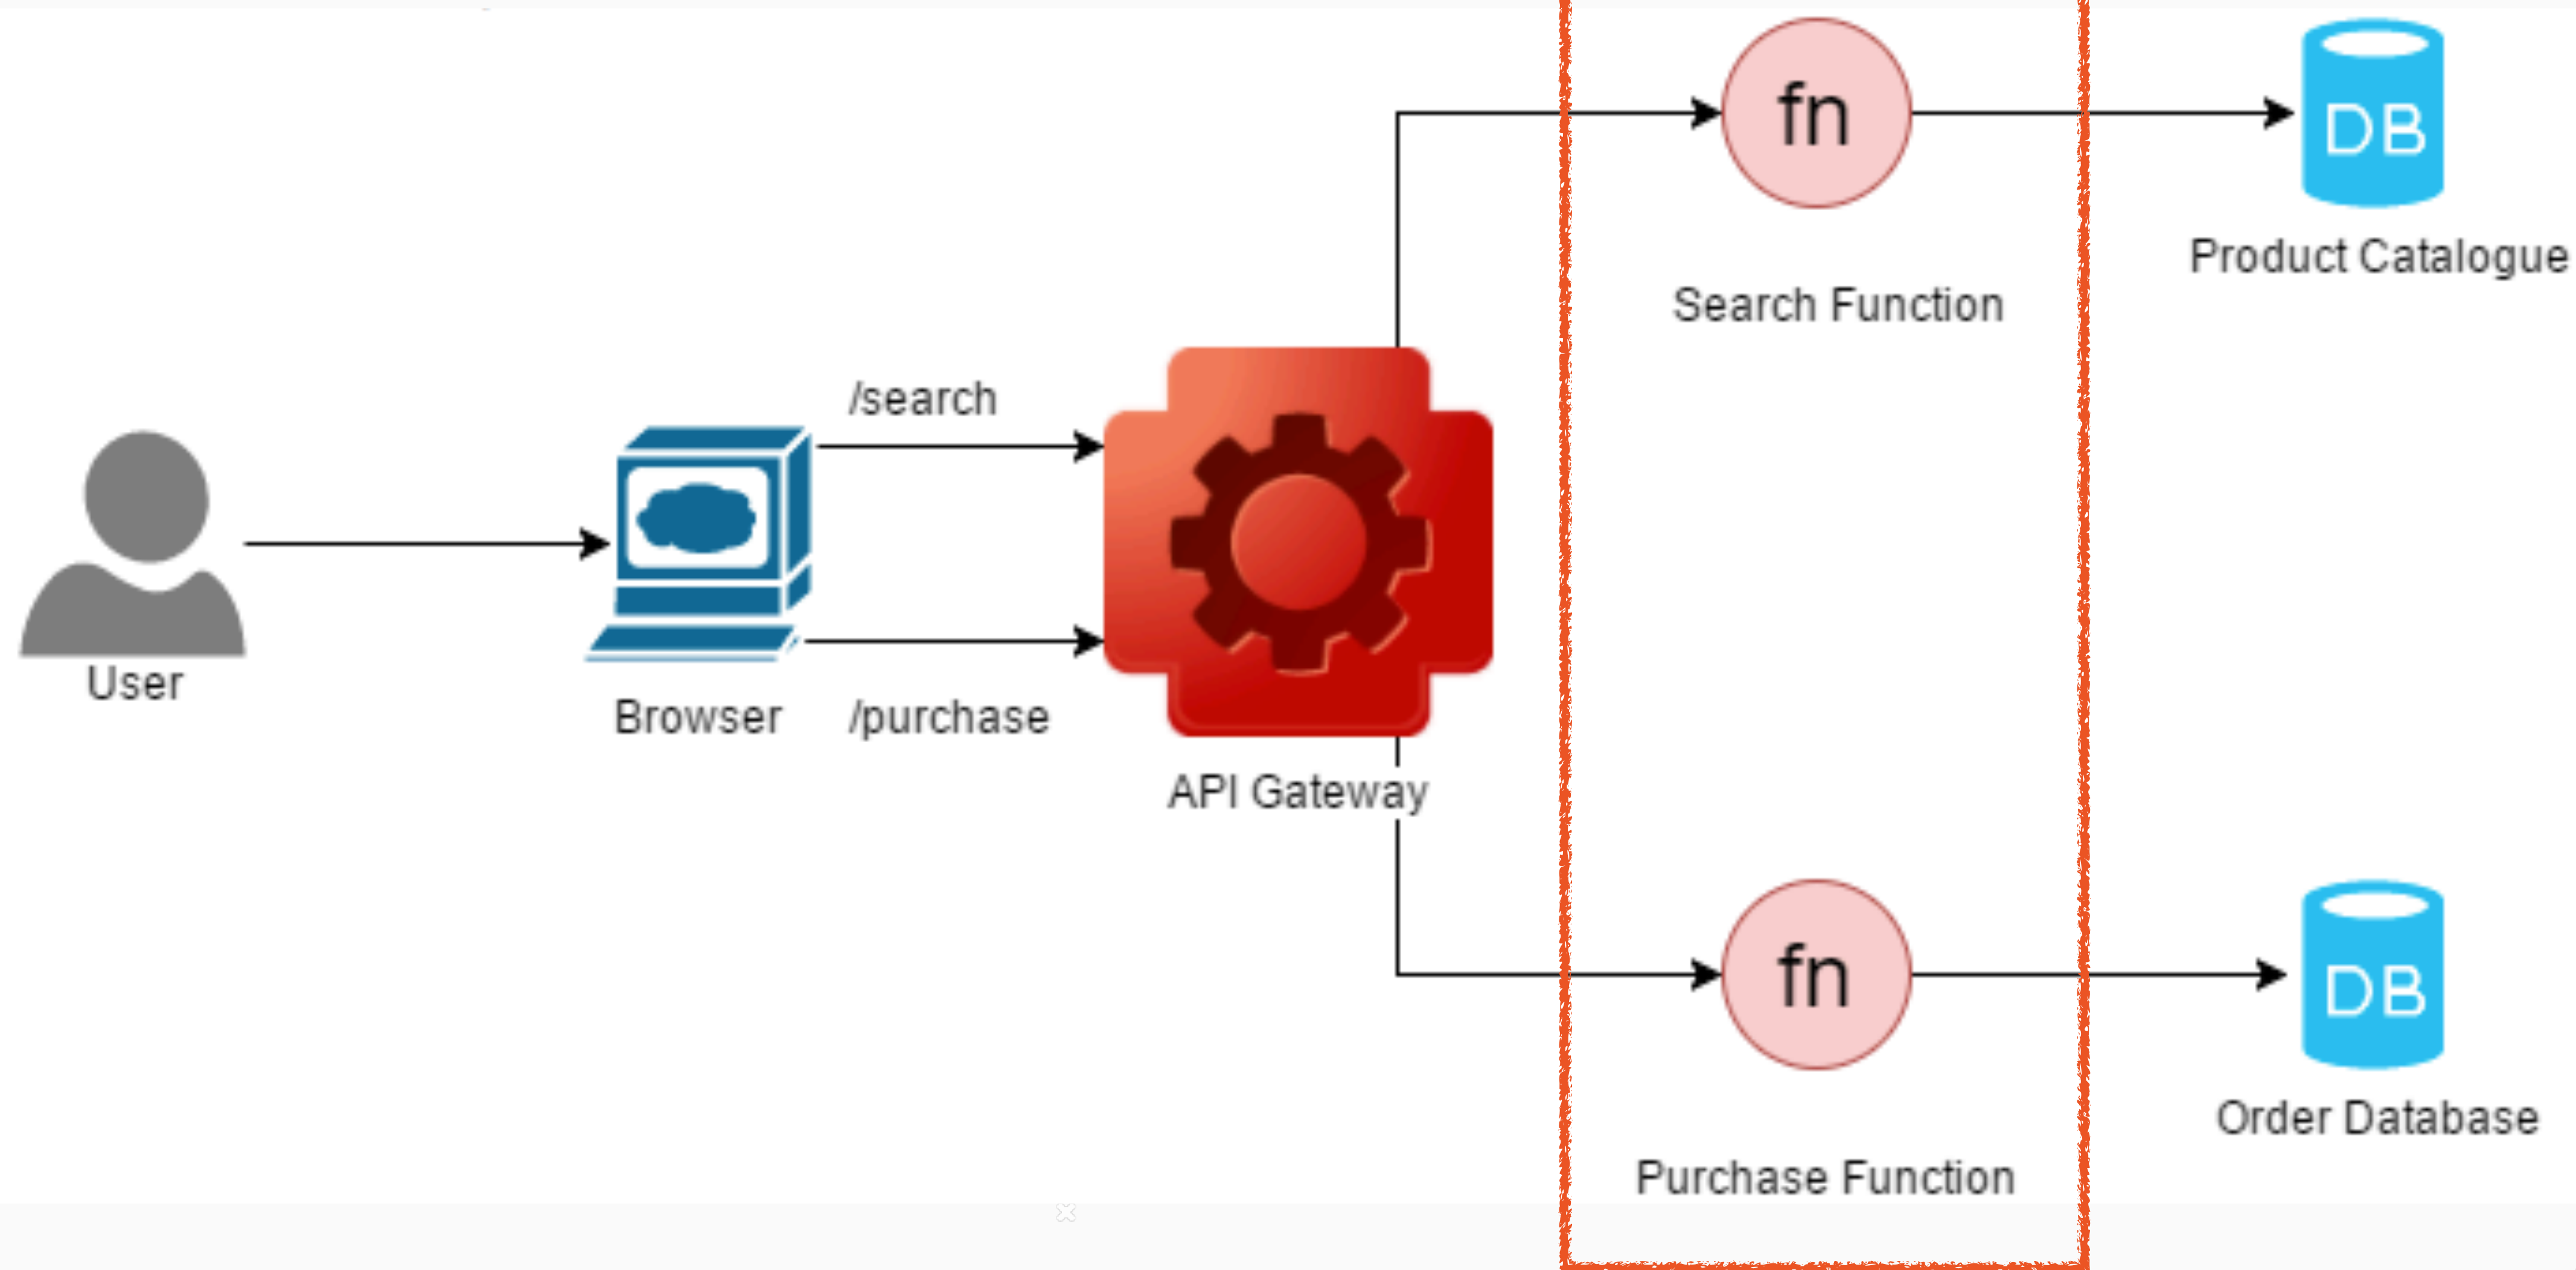 fn
DB
Product Catalogue
Search Function
/search
User
Browser
/purchase
API Gateway
fn
DB
Order Database
Purchase Function